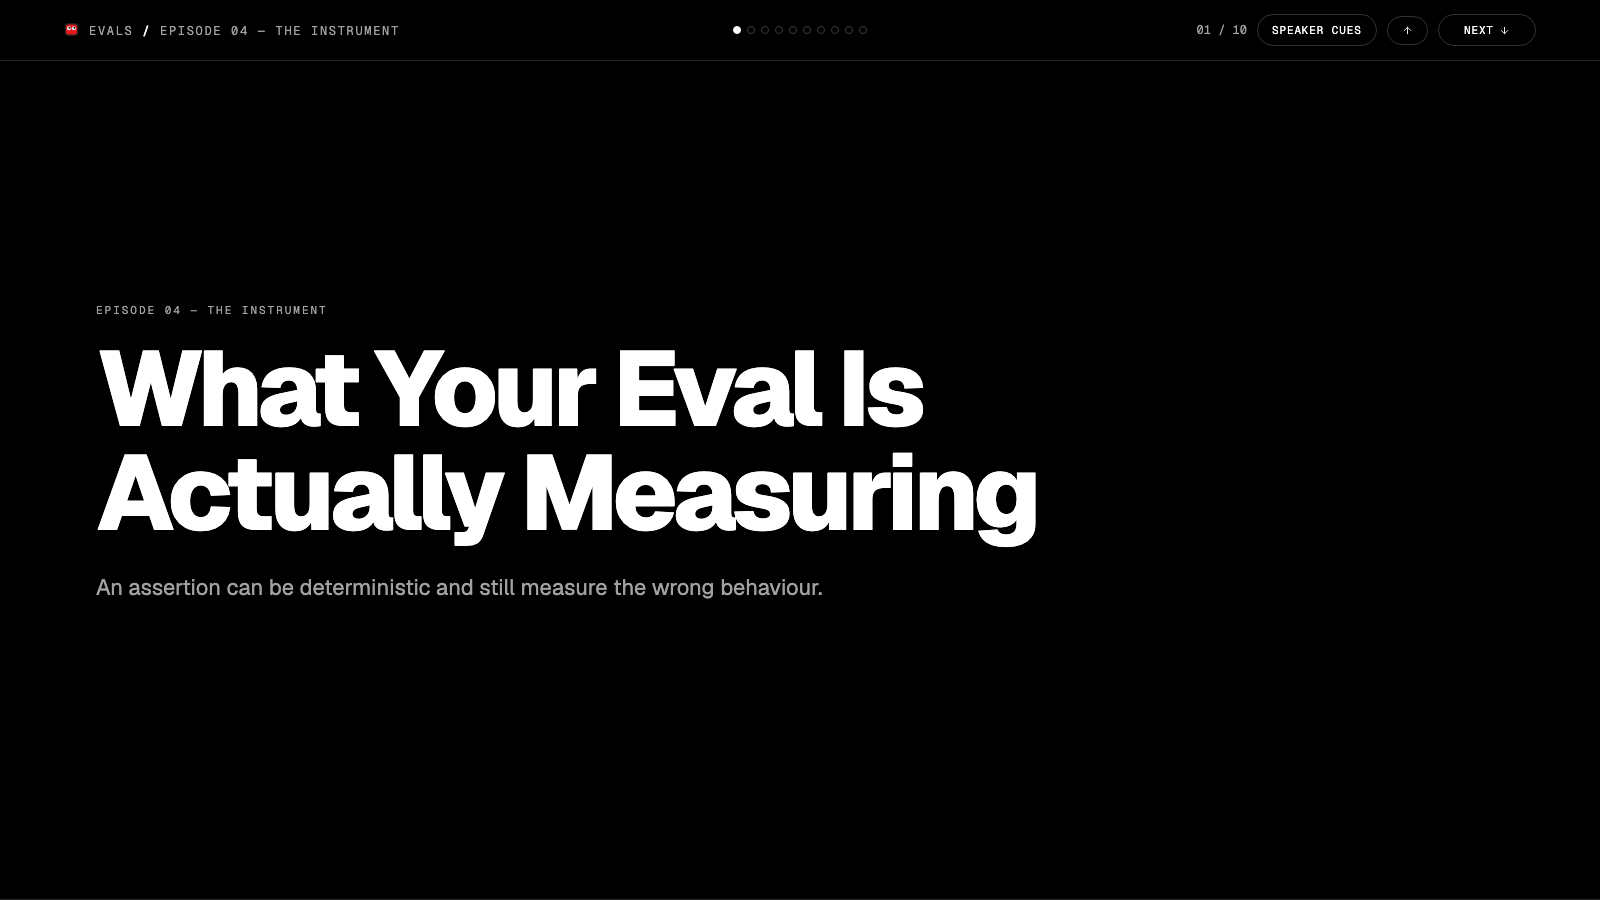 EVALS / EPISODE 04 — THE INSTRUMENT
01 / 10
SPEAKER CUES
↑
NEXT ↓
EPISODE 04 — THE INSTRUMENT
What Your Eval Is
Actually Measuring
An assertion can be deterministic and still measure the wrong behaviour.